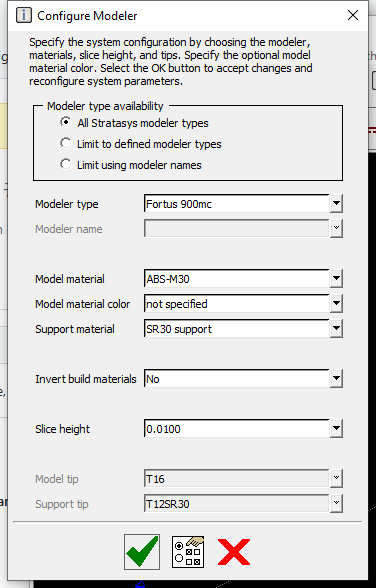 Configure Modeler
Specify the system configuration by choosing the modeler,
materials, slice height, and tips. Specify the optional model
material color. Select the OK button to accept changes and
reconfigure system parameters.
Modeler type availability
All Stratasys modeler types
Limit to defined modeler types
Limit using modeler names
Modeler type Fortus 900mc
Modeler name
Model material ABS-M30
Model material color not specified
Support material SR30 support
Invert build materials No
Slice height 0.0100
Model tip T16
Support tip T12SR30